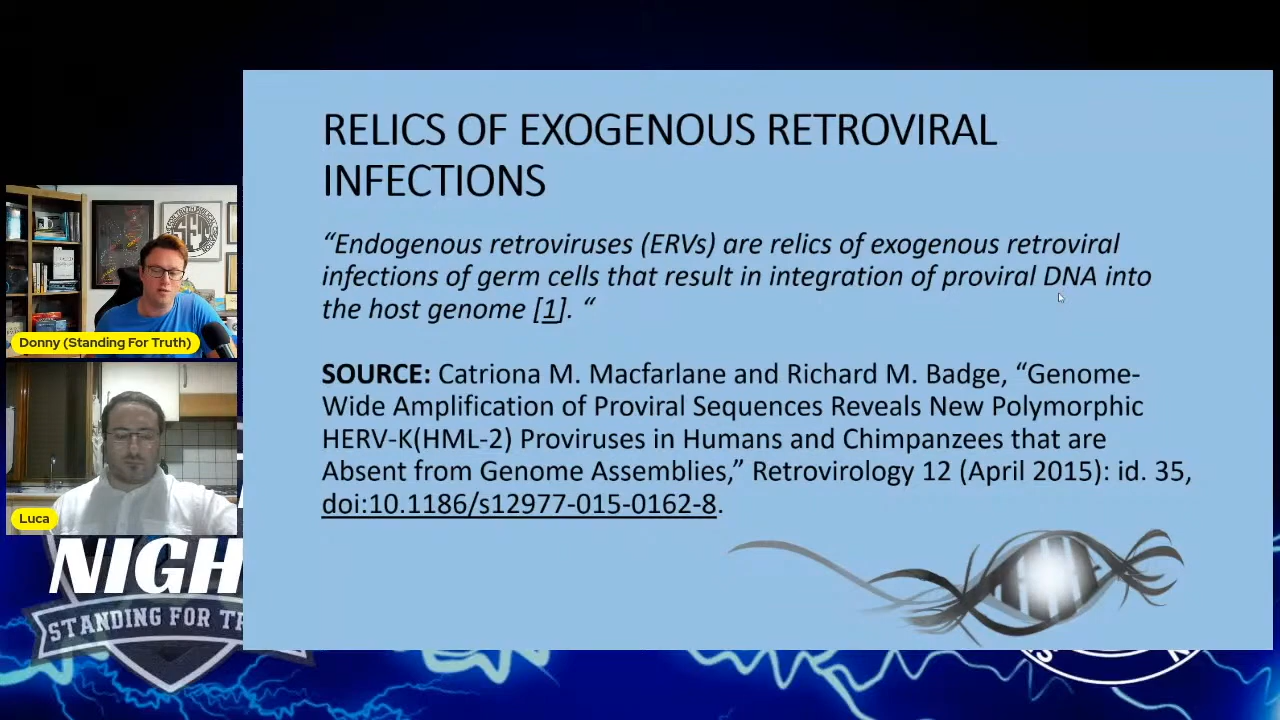 RELICS OF EXOGENOUS RETROVIRAL
INFECTIONS
“Endogenous retroviruses (ERVs) are relics of exogenous retroviral
infections of germ cells that result in integration of proviral DNA into
the host genome [1]. “
SOURCE: Catriona M. Macfarlane and Richard M. Badge, “Genome-
Wide Amplification of Proviral Sequences Reveals New Polymorphic
HERV-K(HML-2) Proviruses in Humans and Chimpanzees that are
Absent from Genome Assemblies,” Retrovirology 12 (April 2015): id. 35,
doi:10.1186/s12977-015-0162-8.
SFT
Donny (Standing For Truth)
Luca
NIGH
STANDING FOR TR